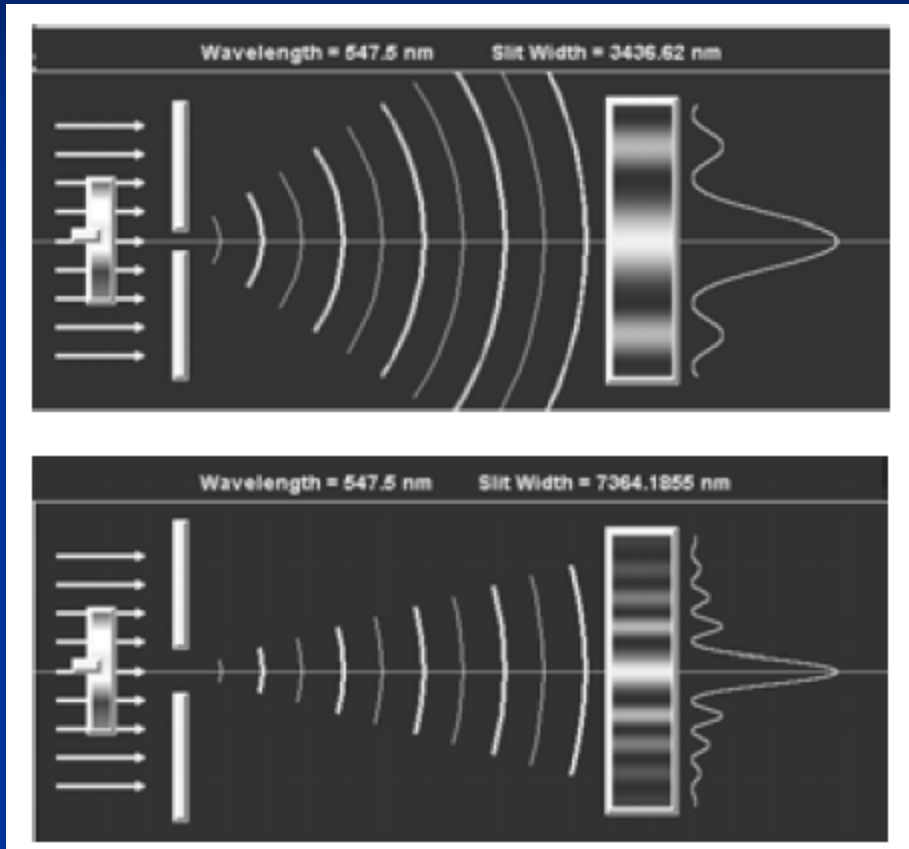 Wavelength = 547.5 nm Slit Width = 3436.62 nm
Wavelength = 547.5 nm Slit Width = 7364.1855 nm